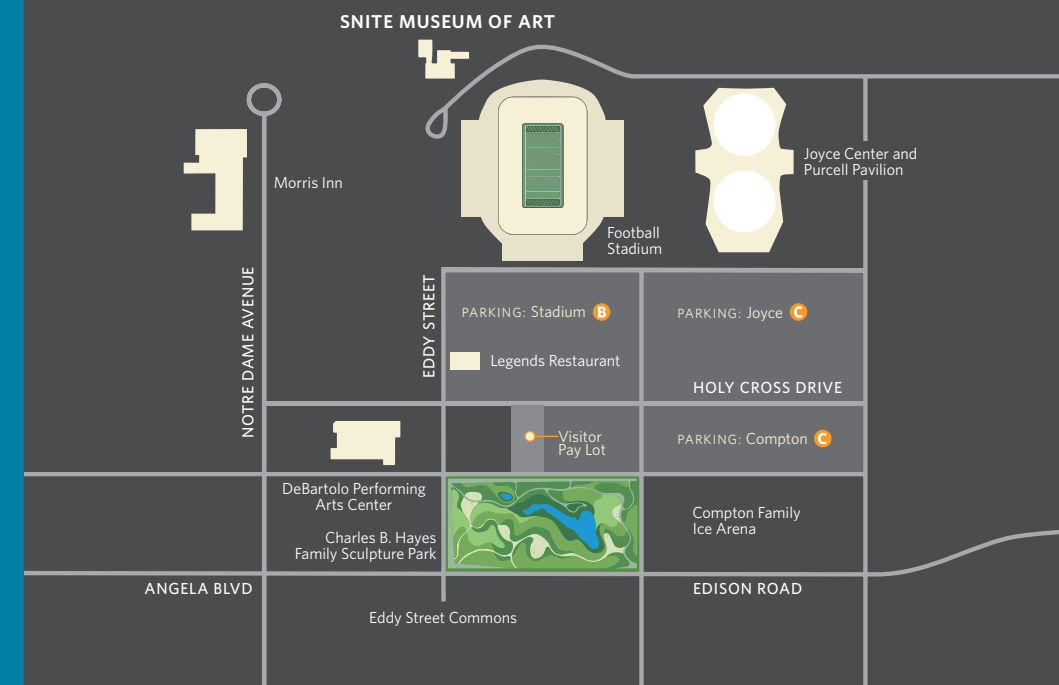 SNITE MUSEUM OF ART
Joyce Center and
Purcell Pavilion
Morris Inn
Football
Stadium
NOTRE DAME AVENUE
EDDY STREET
PARKING: Stadium B
PARKING: Joyce C
Legends Restaurant
HOLY CROSS DRIVE
Visitor
Pay Lot
PARKING: Compton C
DeBartolo Performing
Arts Center
Charles B. Hayes
Family Sculpture Park
Compton Family
Ice Arena
ANGELA BLVD
EDISON ROAD
Eddy Street Commons